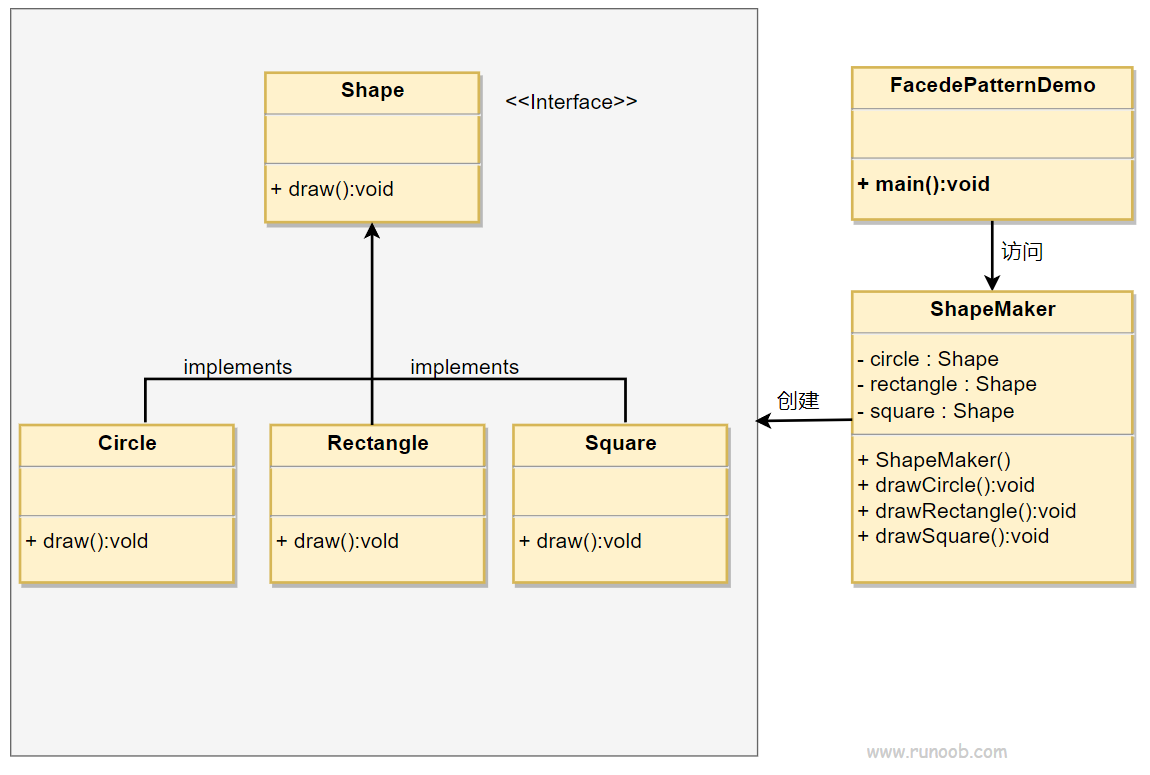 Shape
<<Interface>>
+ draw():void
implements
implements
Circle
+ draw():vold
Rectangle
+ draw():vold
Square
+ draw():vold
FacedePatternDemo
+ main():void
访问
ShapeMaker
- circle : Shape
- rectangle : Shape
- square : Shape
+ ShapeMaker()
+ drawCircle():void
+ drawRectangle():void
+ drawSquare():void
创建
www.runoob.com